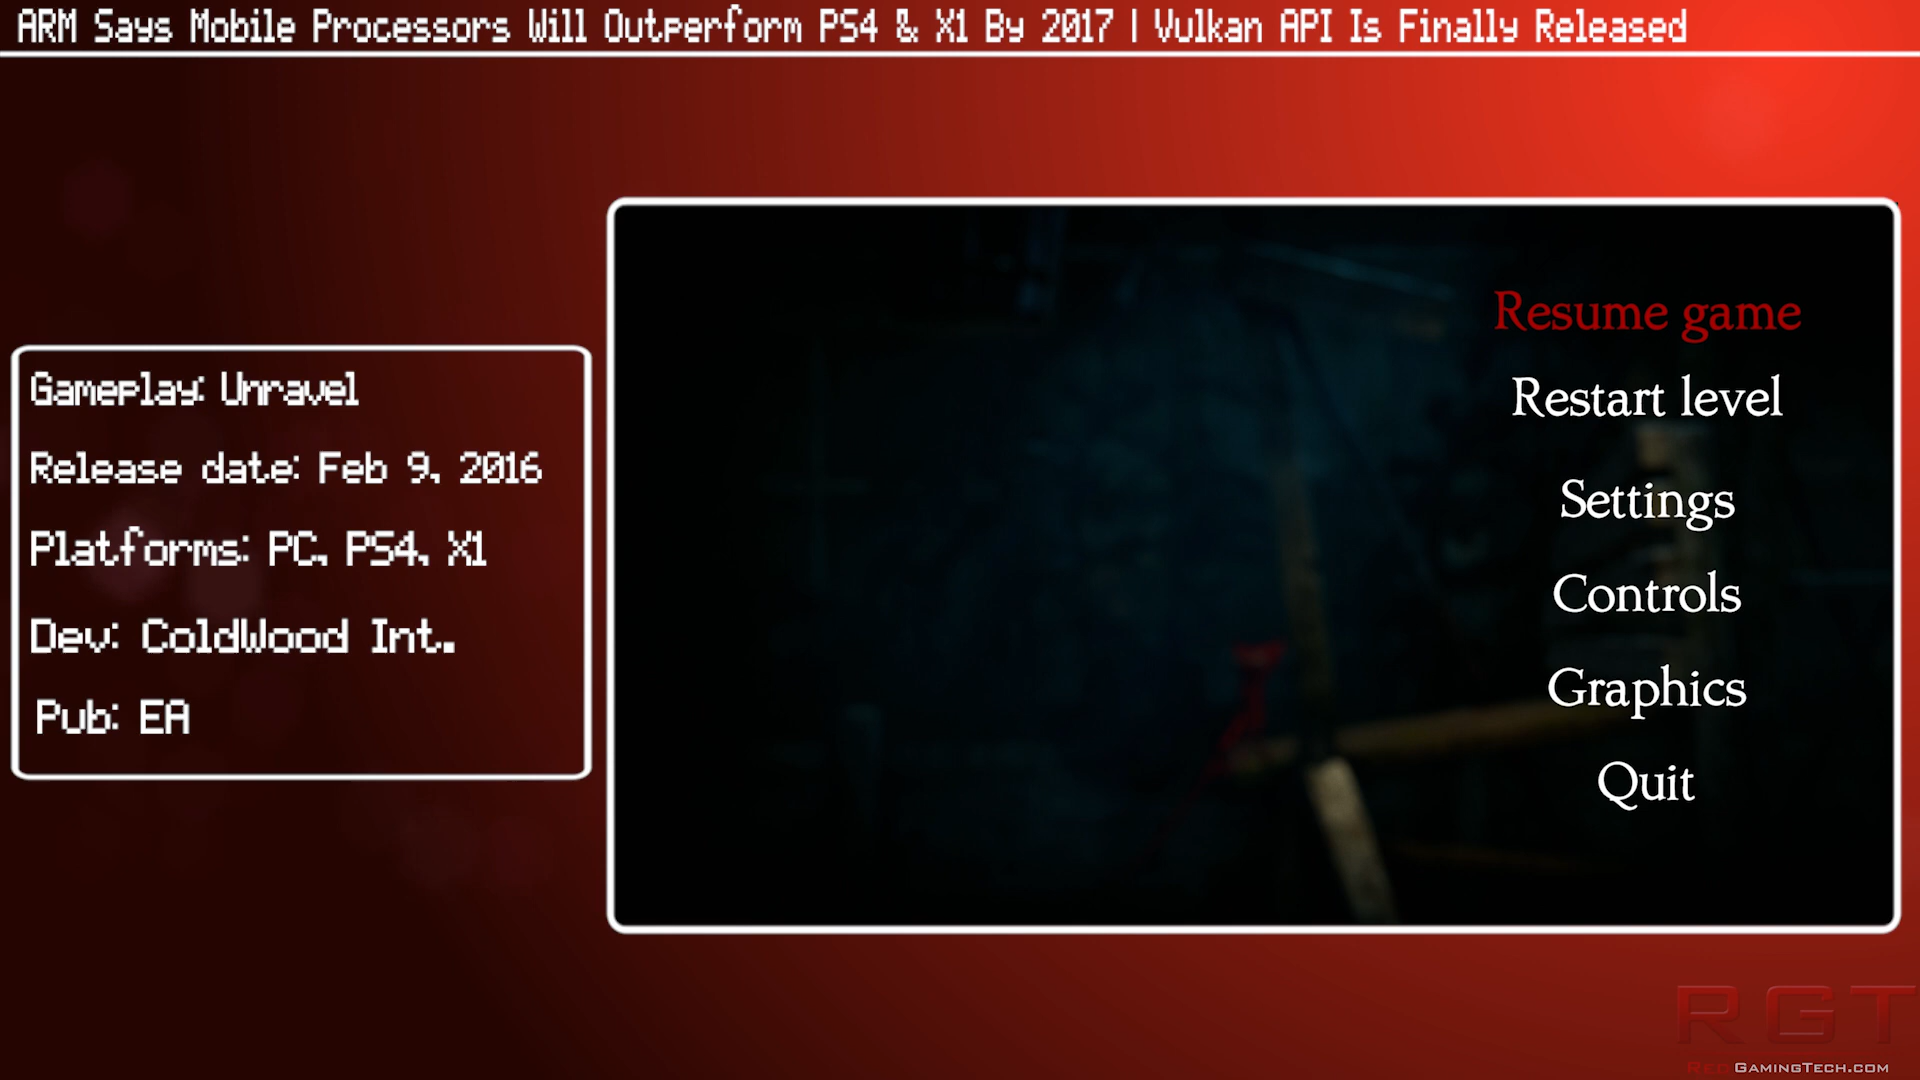 ARM Says Mobile Processors Will Outperform PS4 & X1 By 2017 | Vulkan API Is Finally Released
Gameplay: Unravel
Release date: Feb 9, 2016
Platforms: PC, PS4, X1
Dev: ColdWood Int.
Pub: EA
Resume game
Restart level
Settings
Controls
Graphics
Quit
RGT
RedGamingTech.com